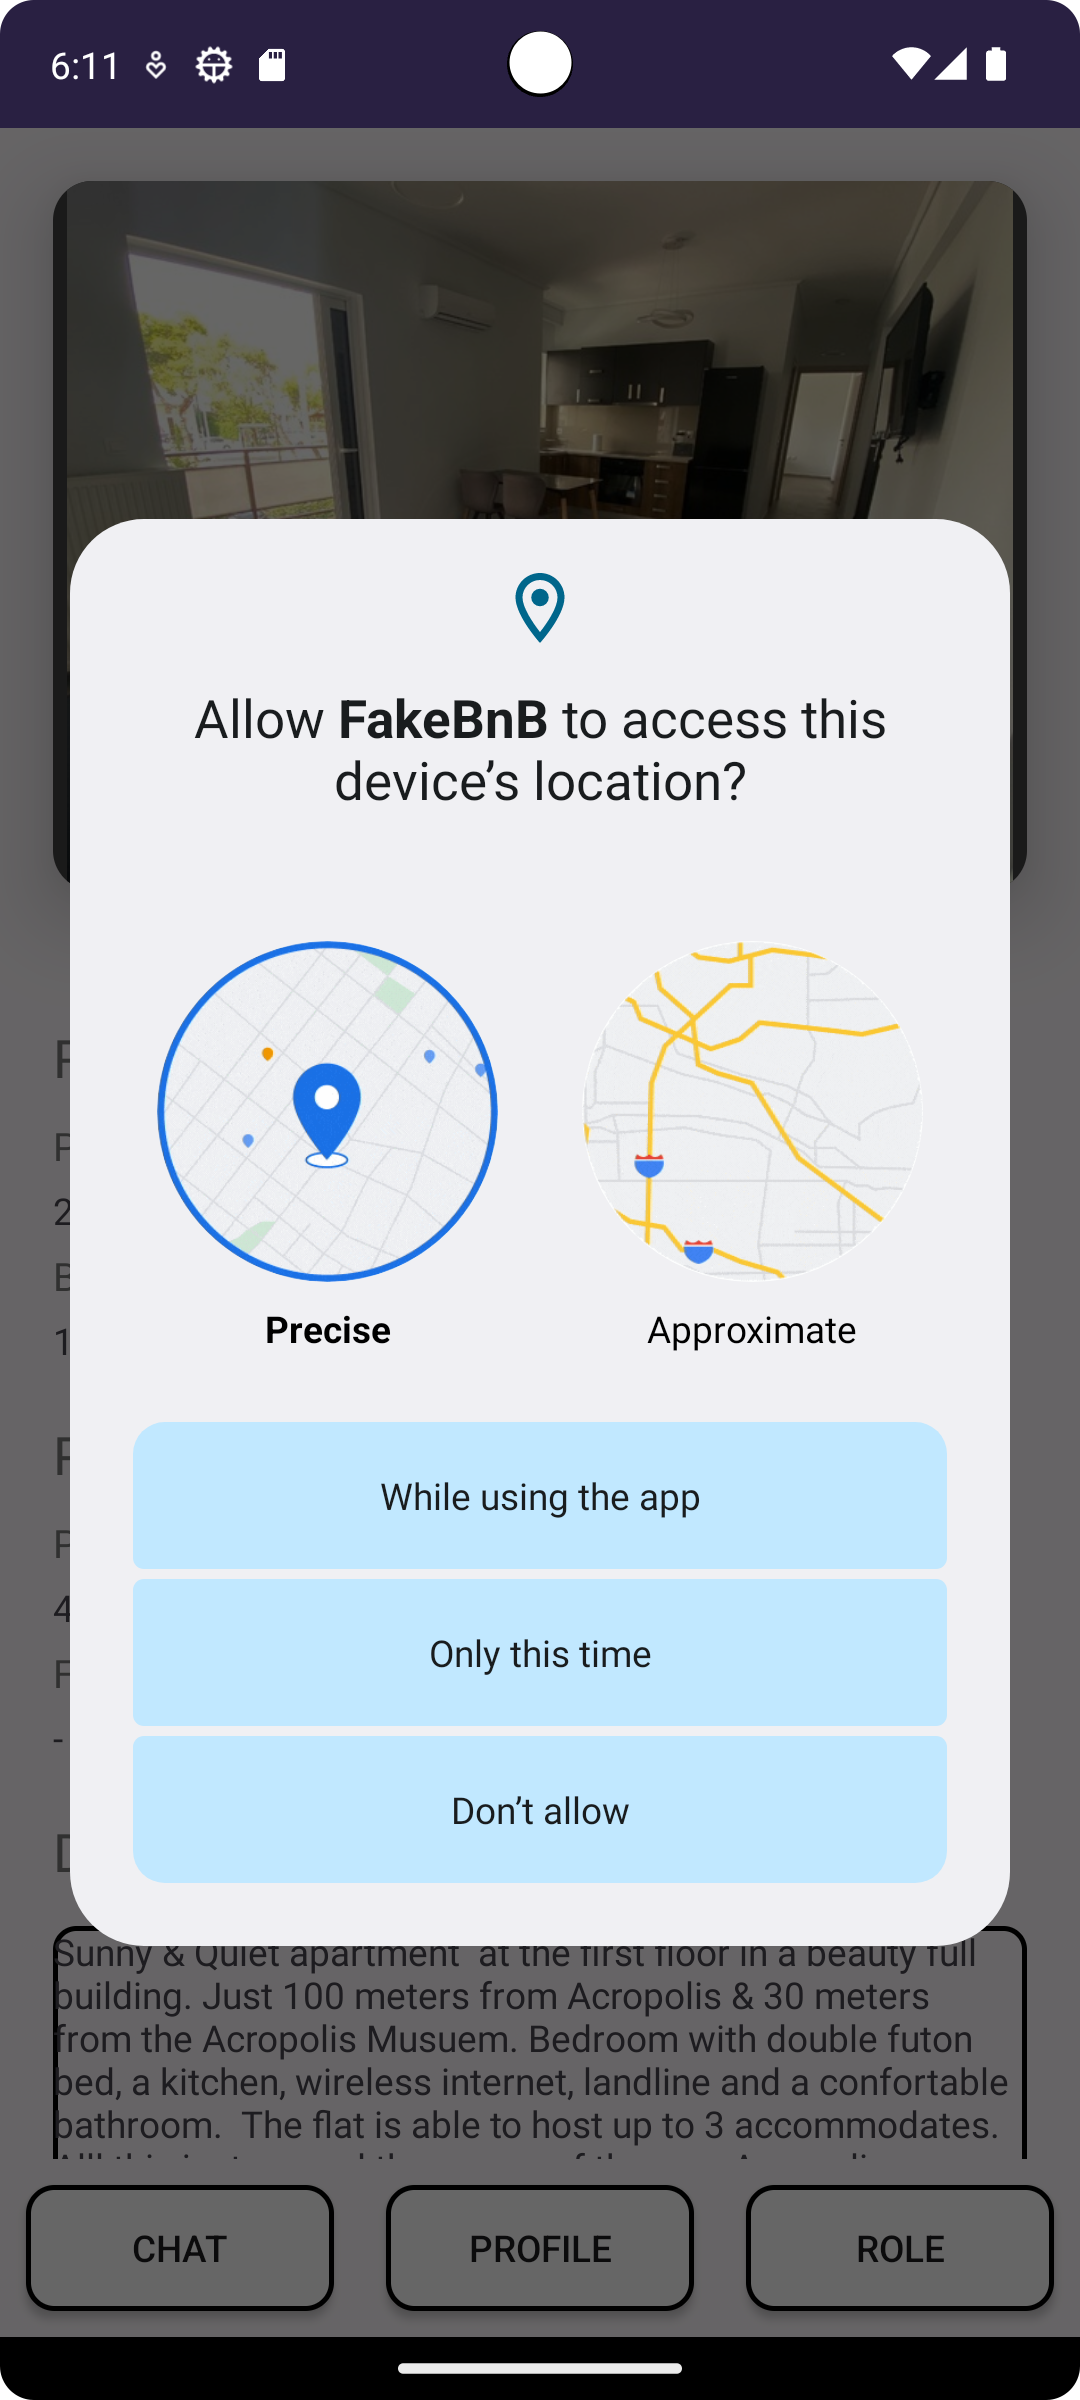 6:11
Allow FakeBnB to access this
device’s location?
Precise
Approximate
While using the app
Only this time
Don’t allow
Sunny & Quiet apartment at the first floor in a beauty full
building. Just 100 meters from Acropolis & 30 meters
from the Acropolis Musuem. Bedroom with double futon
bed, a kitchen, wireless internet, landline and a confortable
bathroom. The flat is able to host up to 3 accommodates.
CHAT
PROFILE
ROLE